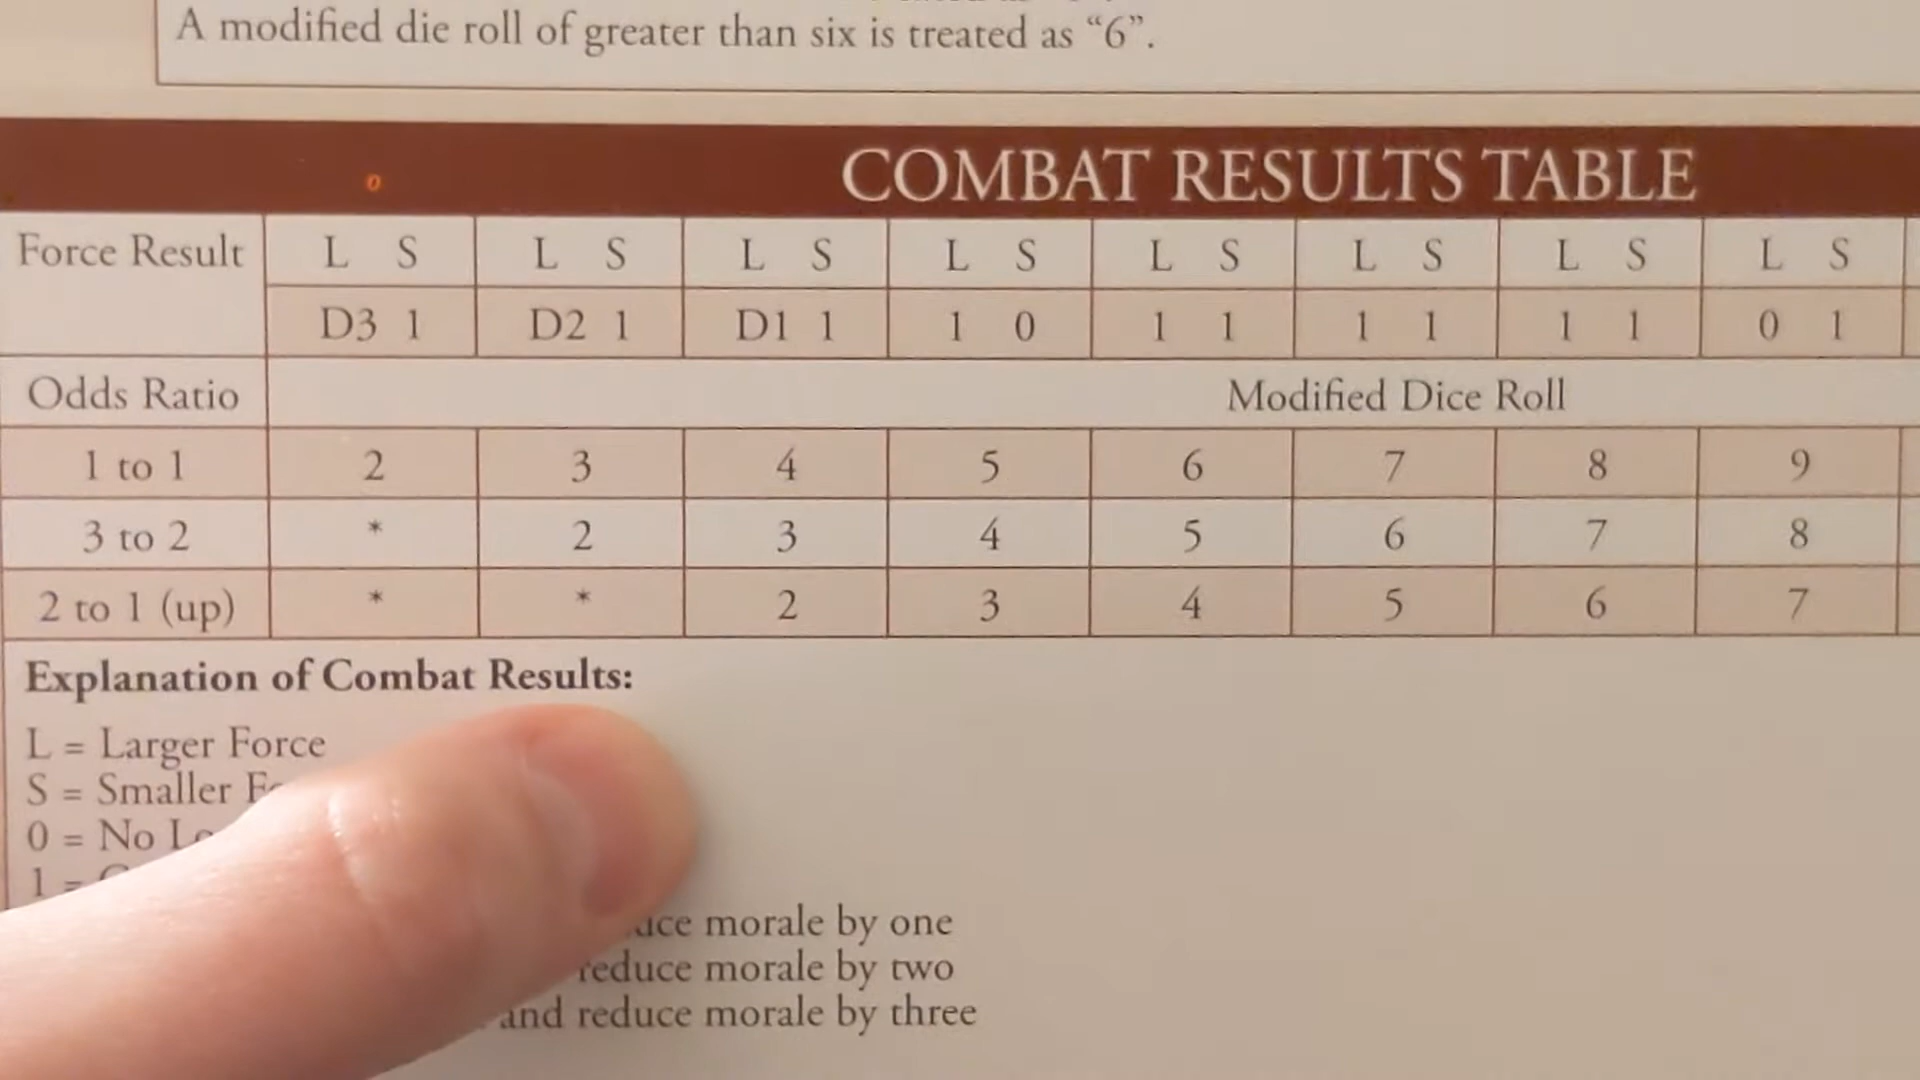 A modified die roll of greater than six is treated as “6”.
COMBAT RESULTS TABLE
Force Result L S L S L S L S L S L S L S L S
D3 1 D2 1 D1 1 1 0 1 1 1 1 1 1 0 1
Odds Ratio Modified Dice Roll
1 to 1 2 3 4 5 6 7 8 9
3 to 2 * 2 3 4 5 6 7 8
2 to 1 (up) * * 2 3 4 5 6 7
Explanation of Combat Results:
L = Larger Force
S = Smaller
0 = No
1 =
morale by one
reduce morale by two
and reduce morale by three